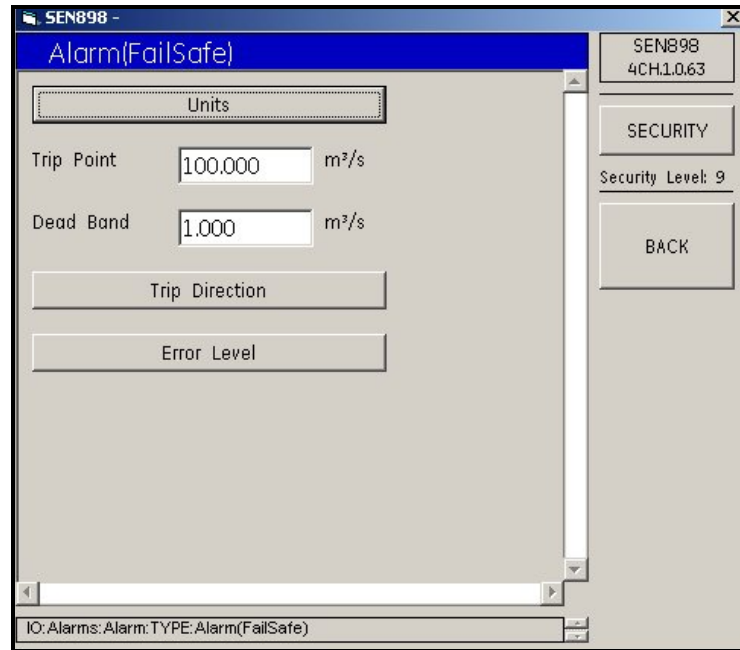 SEN898 -
Alarm(FailSafe)
SEN898
4CH.1.0.63
Units
SECURITY
Trip Point 100.000 m³/s
Security Level: 9
Dead Band 1.000 m³/s
BACK
Trip Direction
Error Level
IO:Alarms:Alarm:TYPE:Alarm(FailSafe)